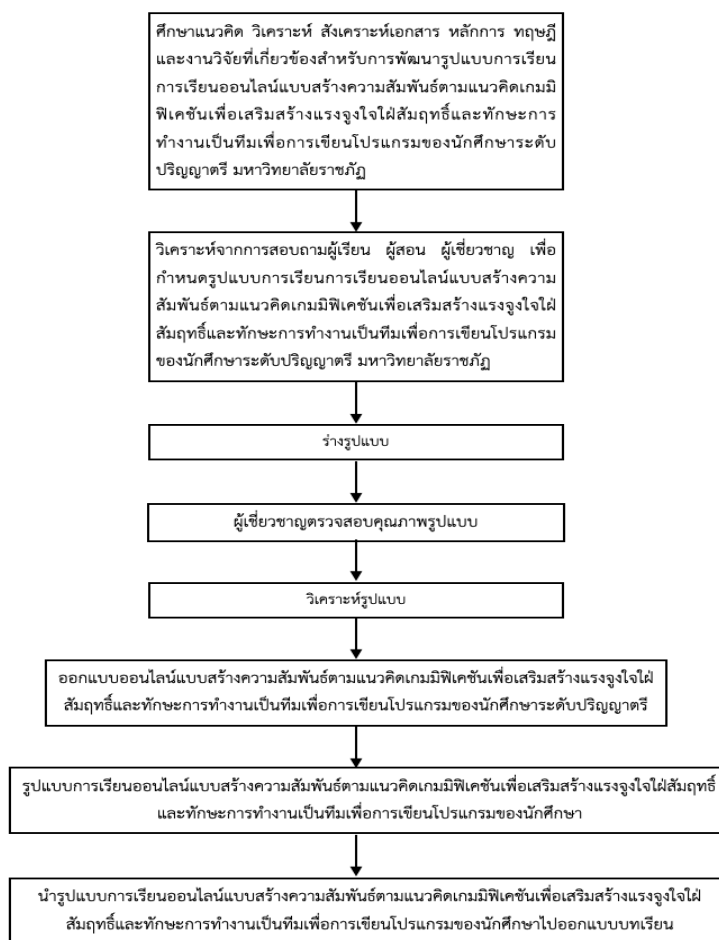 ศึกษาแนวคิด วิเคราะห์ สังเคราะห์เอกสาร หลักการ ทฤษฎี
และงานวิจัยที่เกี่ยวข้องสำหรับการพัฒนารูปแบบการเรียน
การเรียนออนไลน์แบบสร้างความสัมพันธ์ตามแนวคิดเกมมิ
ฟิเคชันเพื่อเสริมสร้างแรงจูงใจใฝ่สัมฤทธิ์และทักษะการ
ทำงานเป็นทีมเพื่อการเขียนโปรแกรมของนักศึกษาระดับ
ปริญญาตรี มหาวิทยาลัยราชภัฏ
วิเคราะห์จากการสอบถามผู้เรียน ผู้สอน ผู้เชี่ยวชาญ เพื่อ
กำหนดรูปแบบการเรียนการเรียนออนไลน์แบบสร้างความ
สัมพันธ์ตามแนวคิดเกมมิฟิเคชันเพื่อเสริมสร้างแรงจูงใจใฝ่
สัมฤทธิ์และทักษะการทำงานเป็นทีมเพื่อการเขียนโปรแกรม
ของนักศึกษาระดับปริญญาตรี มหาวิทยาลัยราชภัฏ
ร่างรูปแบบ
ผู้เชี่ยวชาญตรวจสอบคุณภาพรูปแบบ
วิเคราะห์รูปแบบ
ออกแบบออนไลน์แบบสร้างความสัมพันธ์ตามแนวคิดเกมมิฟิเคชันเพื่อเสริมสร้างแรงจูงใจใฝ่
สัมฤทธิ์และทักษะการทำงานเป็นทีมเพื่อการเขียนโปรแกรมของนักศึกษาระดับปริญญาตรี
รูปแบบการเรียนออนไลน์แบบสร้างความสัมพันธ์ตามแนวคิดเกมมิฟิเคชันเพื่อเสริมสร้างแรงจูงใจใฝ่สัมฤทธิ์
และทักษะการทำงานเป็นทีมเพื่อการเขียนโปรแกรมของนักศึกษา
นำรูปแบบการเรียนออนไลน์แบบสร้างความสัมพันธ์ตามแนวคิดเกมมิฟิเคชันเพื่อเสริมสร้างแรงจูงใจใฝ่
สัมฤทธิ์และทักษะการทำงานเป็นทีมเพื่อการเขียนโปรแกรมของนักศึกษาไปออกแบบบทเรียน